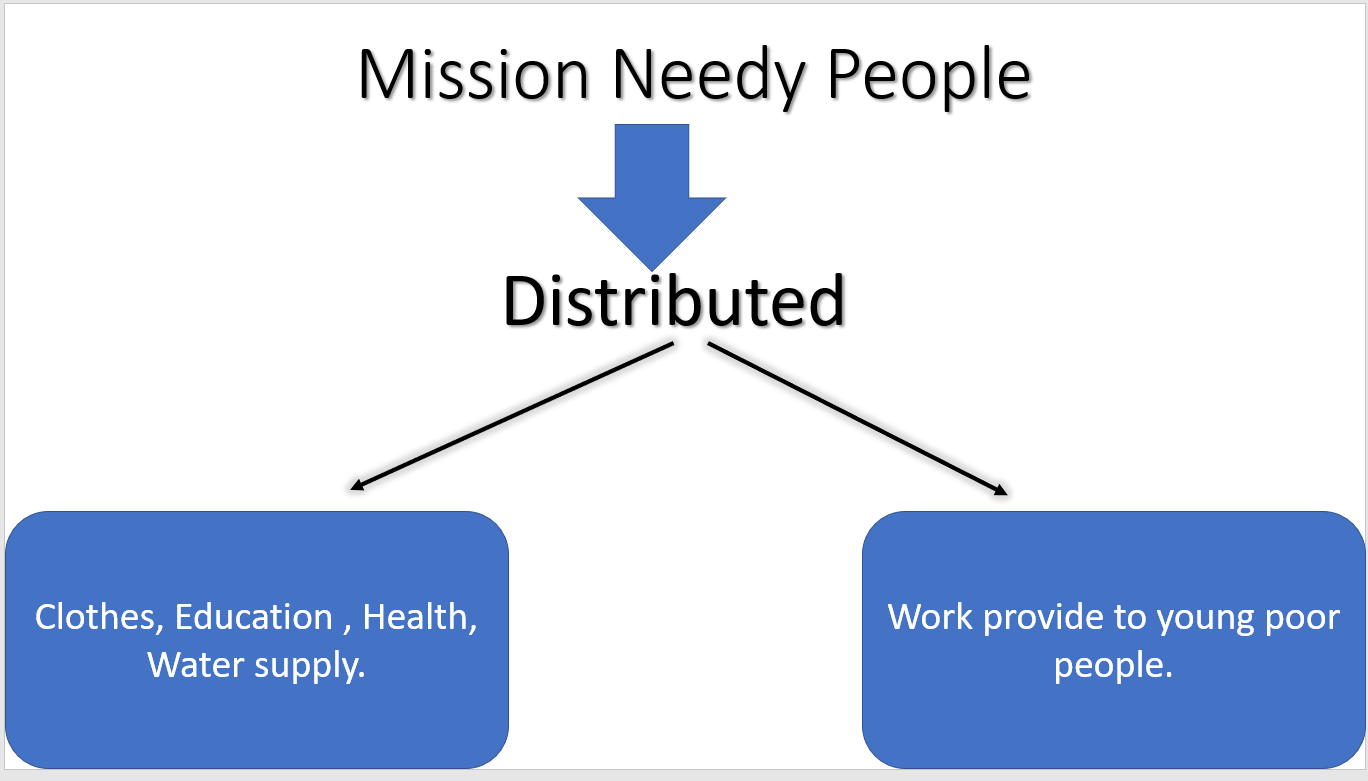 Mission Needy People
Distributed
Clothes, Education , Health,
Water supply.
Work provide to young poor
people.